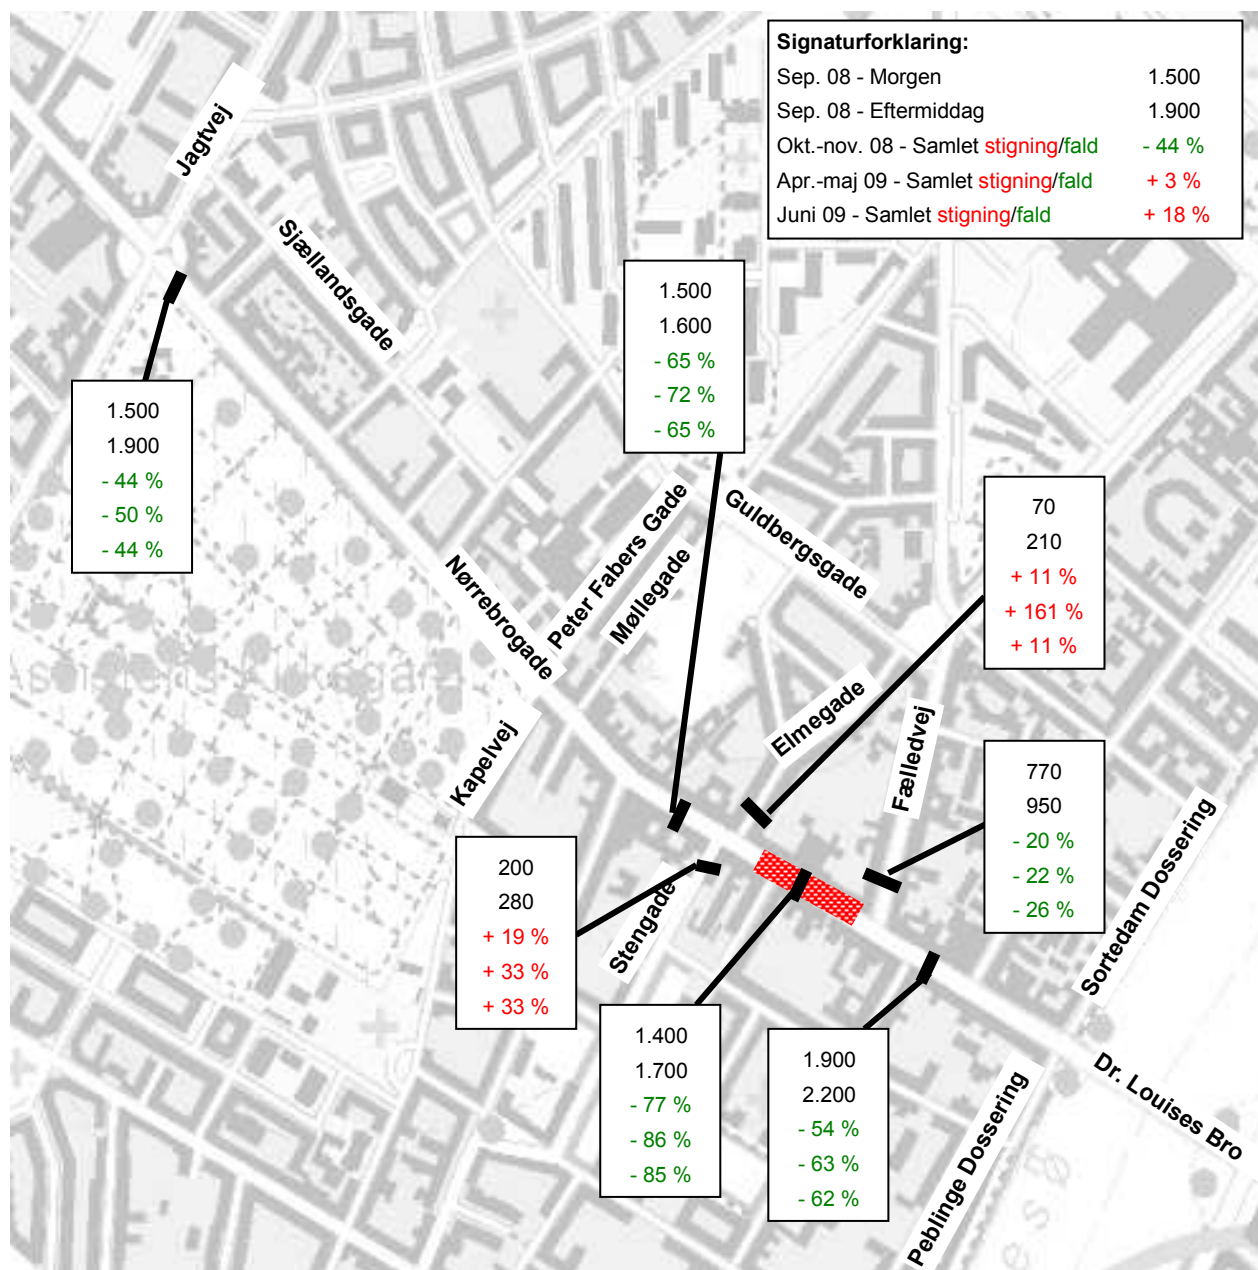 Signaturforklaring:
Sep. 08 - Morgen 1.500
Sep. 08 - Eftermiddag 1.900
Okt.-nov. 08 - Samlet stigning/fald - 44 %
Apr.-maj 09 - Samlet stigning/fald + 3 %
Juni 09 - Samlet stigning/fald + 18 %
Jagtvej
Sjællandsgade
1.500
1.600
- 65 %
- 72 %
- 65 %
1.500
1.900
- 44 %
- 50 %
- 44 %
Nørrebrogade
Peter Fabers Gade
Møllegade
Guldbergsgade
70
210
+ 11 %
+ 161 %
+ 11 %
Kapelvej
Elmegade
Fælledvej
770
950
- 20 %
- 22 %
- 26 %
Sortedam Dossering
200
280
+ 19 %
+ 33 %
+ 33 %
Stengade
1.400
1.700
- 77 %
- 86 %
- 85 %
1.900
2.200
- 54 %
- 63 %
- 62 %
Peblinge Dossering
Dr. Louises Bro